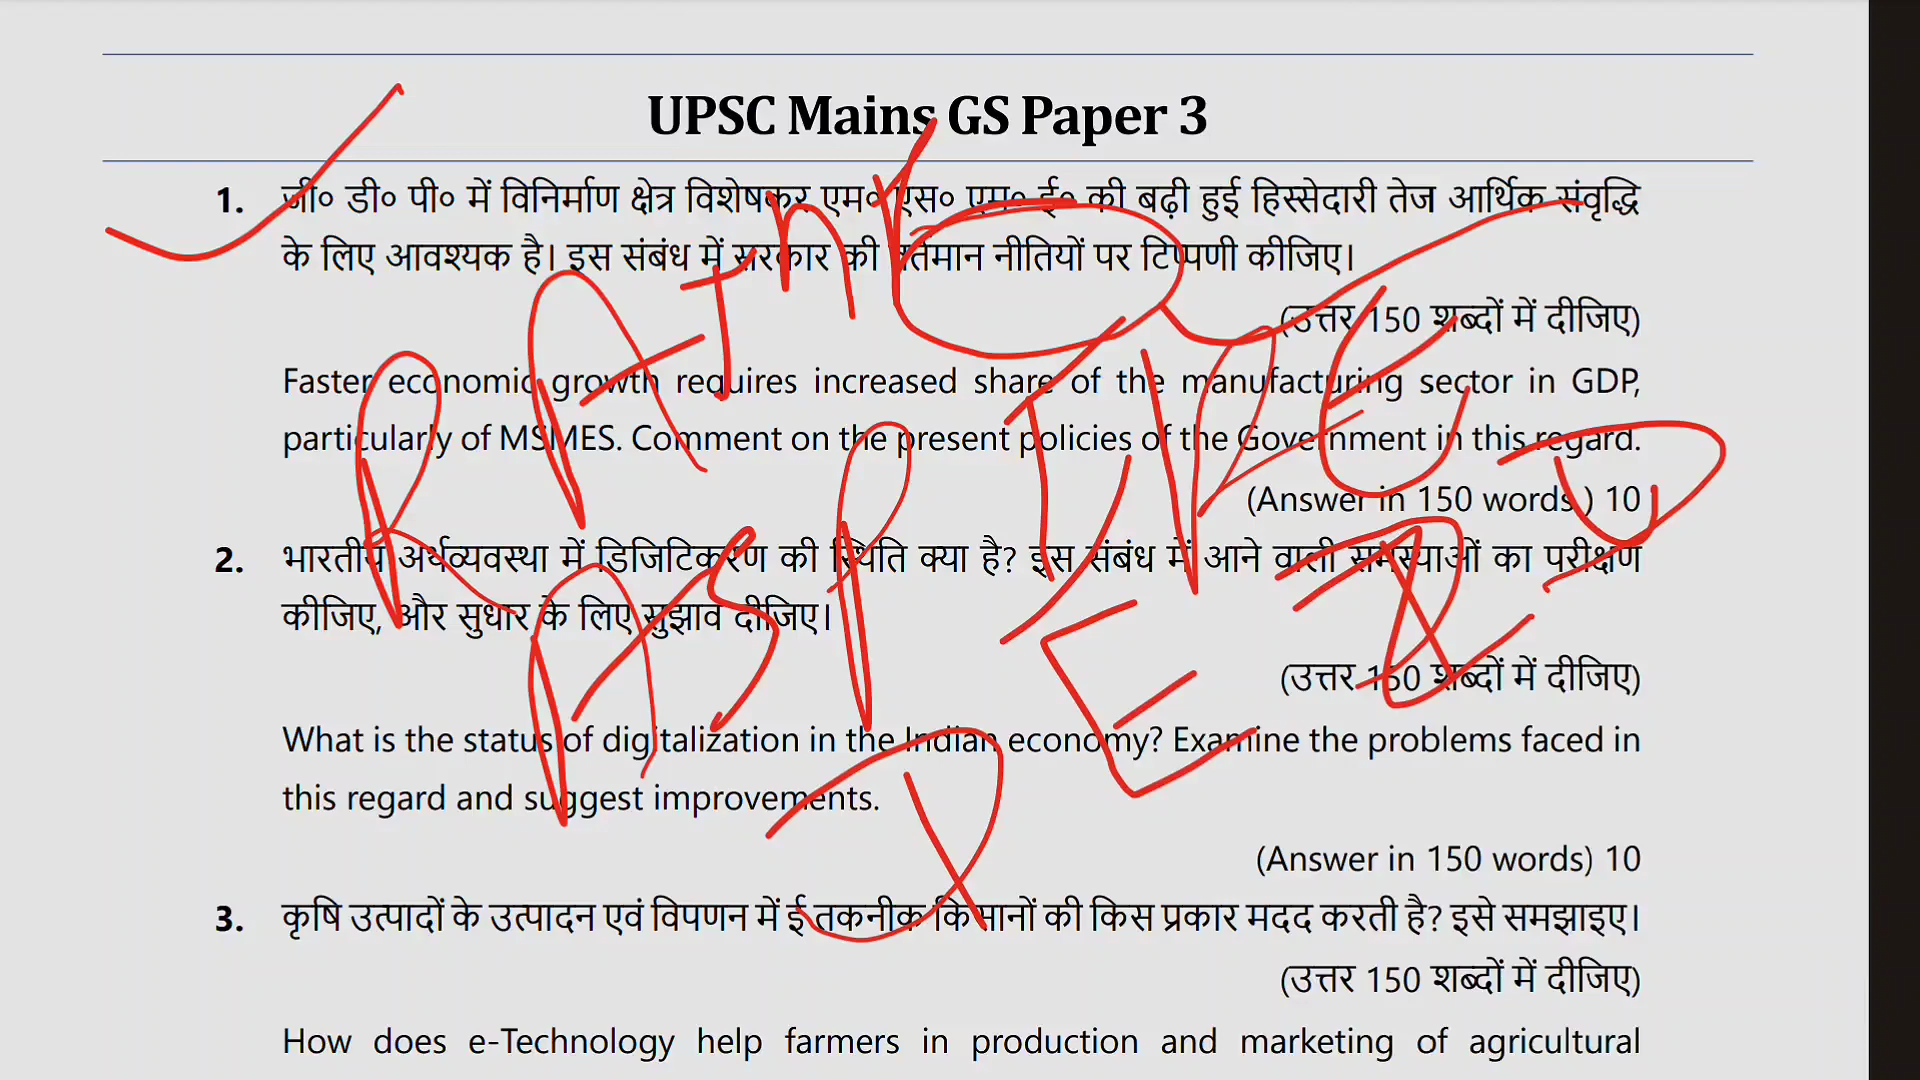 UPSC Mains GS Paper 3
1. जी० डी० पी० में विनिर्माण क्षेत्र विशेषकर एम० एस० एम० ई० की बढ़ी हुई हिस्सेदारी तेज आर्थिक संवृद्धि
के लिए आवश्यक है। इस संबंध में सरकार की वर्तमान नीतियों पर टिप्पणी कीजिए।
(उत्तर 150 शब्दों में दीजिए)
Faster economic growth requires increased share of the manufacturing sector in GDP,
particularly of MSMES. Comment on the present policies of the Government in this regard.
(Answer in 150 words ) 10
2. भारतीय अर्थव्यवस्था में डिजिटिकरण की स्थिति क्या है? इस संबंध में आने वाली समस्याओं का परीक्षण
कीजिए, और सुधार के लिए सुझाव दीजिए।
(उत्तर 150 शब्दों में दीजिए)
What is the status of digitalization in the Indian economy? Examine the problems faced in
this regard and suggest improvements.
(Answer in 150 words) 10
3. कृषि उत्पादों के उत्पादन एवं विपणन में ई तकनीक किसानों की किस प्रकार मदद करती है? इसे समझाइए।
(उत्तर 150 शब्दों में दीजिए)
How does e-Technology help farmers in production and marketing of agricultural